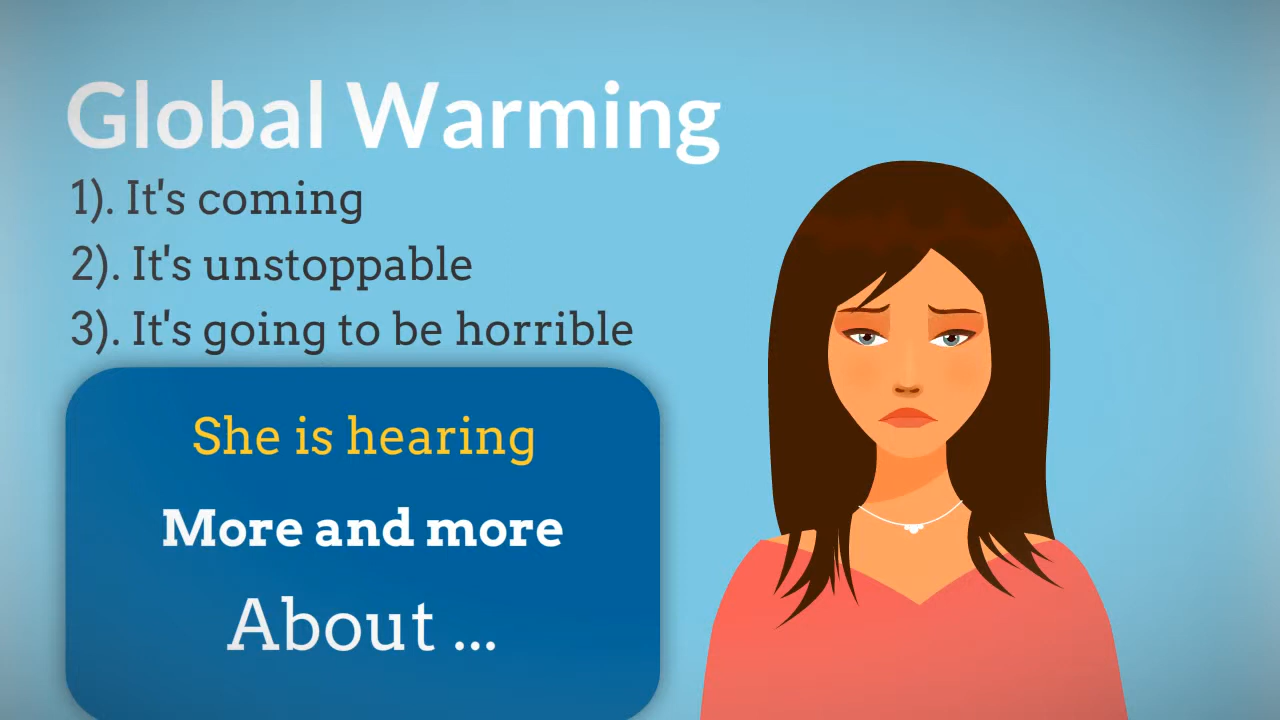 Global Warming
1). It's coming
2). It's unstoppable
3). It's going to be horrible
She is hearing
More and more
About ...